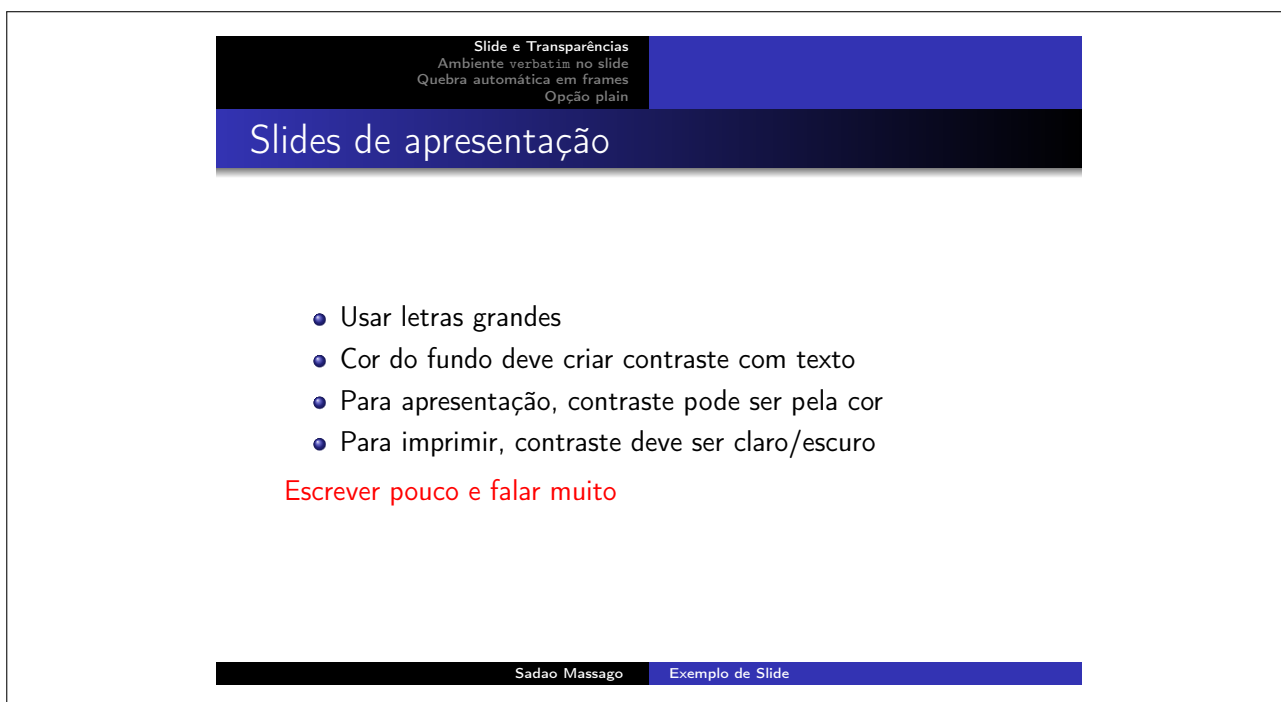 Slide e Transparências
Ambiente verbatim no slide
Quebra automática em frames
Opção plain
Slides de apresentação
Usar letras grandes
Cor do fundo deve criar contraste com texto
Para apresentação, contraste pode ser pela cor
Para imprimir, contraste deve ser claro/escuro
Escrever pouco e falar muito
Sadao Massago
Exemplo de Slide